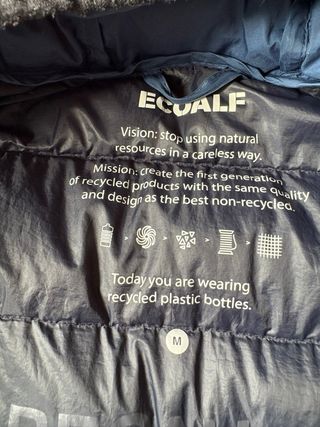 ECOALF
Vision: stop using natural
resources in a careless way.
Mission: create the first generation
of recycled products with the same quality
and design as the best non-recycled.
Today you are wearing
recycled plastic bottles.
M